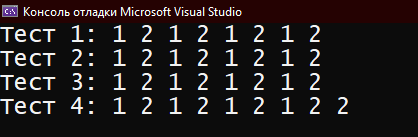 Консоль отладки Microsoft Visual Studio
Тест 1: 1 2 1 2 1 2 1 2
Тест 2: 1 2 1 2 1 2 1 2
Тест 3: 1 2 1 2 1 2 1 2
Тест 4: 1 2 1 2 1 2 1 2 2